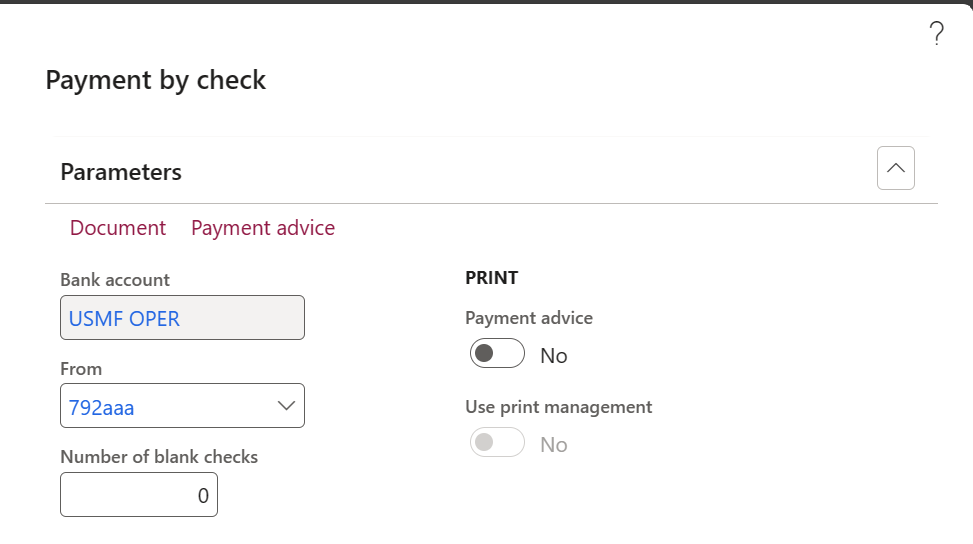 ?
Payment by check
Parameters
Document Payment advice
Bank account
USMF OPER
From
792aaa
Number of blank checks
0
PRINT
Payment advice
No
Use print management
No